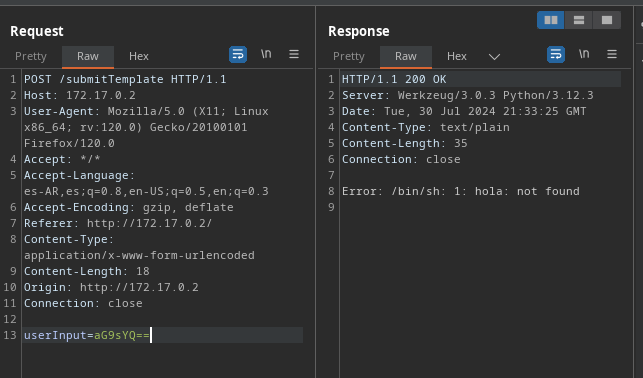 Request
Pretty Raw Hex \n
1 POST /submitTemplate HTTP/1.1
2 Host: 172.17.0.2
3 User-Agent: Mozilla/5.0 (X11; Linux
x86_64; rv:120.0) Gecko/20100101
Firefox/120.0
4 Accept: */*
5 Accept-Language:
es-AR,es;q=0.8,en-US;q=0.5,en;q=0.3
6 Accept-Encoding: gzip, deflate
7 Referer: http://172.17.0.2/
8 Content-Type:
application/x-www-form-urlencoded
9 Content-Length: 18
10 Origin: http://172.17.0.2
11 Connection: close
12
13 userInput=aG9sYQ==
Response
Pretty Raw Hex \n
1 HTTP/1.1 200 OK
2 Server: Werkzeug/3.0.3 Python/3.12.3
3 Date: Tue, 30 Jul 2024 21:33:25 GMT
4 Content-Type: text/plain
5 Content-Length: 35
6 Connection: close
7
8 Error: /bin/sh: 1: hola: not found
9